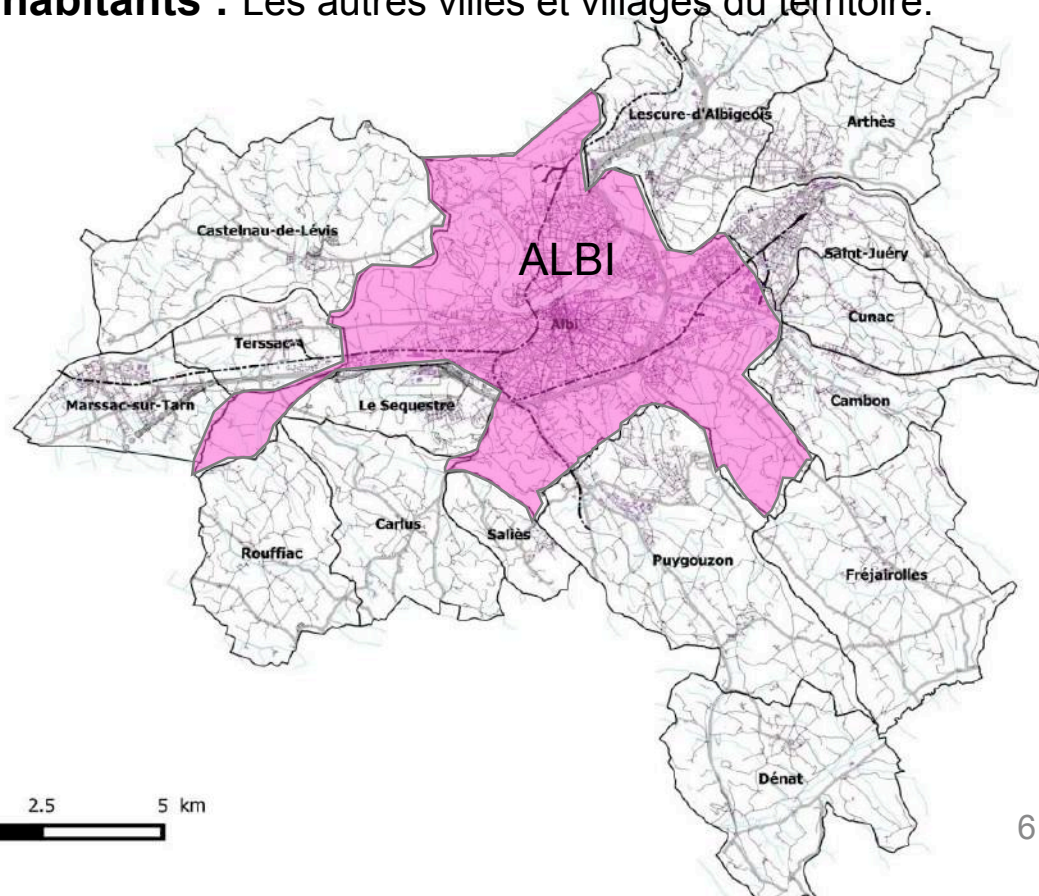 habitants : Les autres villes et villages du territoire.
Lescure-d'Albigeois
Arthès
Castelnau-de-Lévis
ALBI
Saint-Juéry
Albi
Cunac
Terssac
Marssac-sur-Tarn
Le Sequestre
Cambon
Carlus
Saliès
Rouffiac
Puygouzon
Fréjairolles
Dénat
2.5 5 km
6